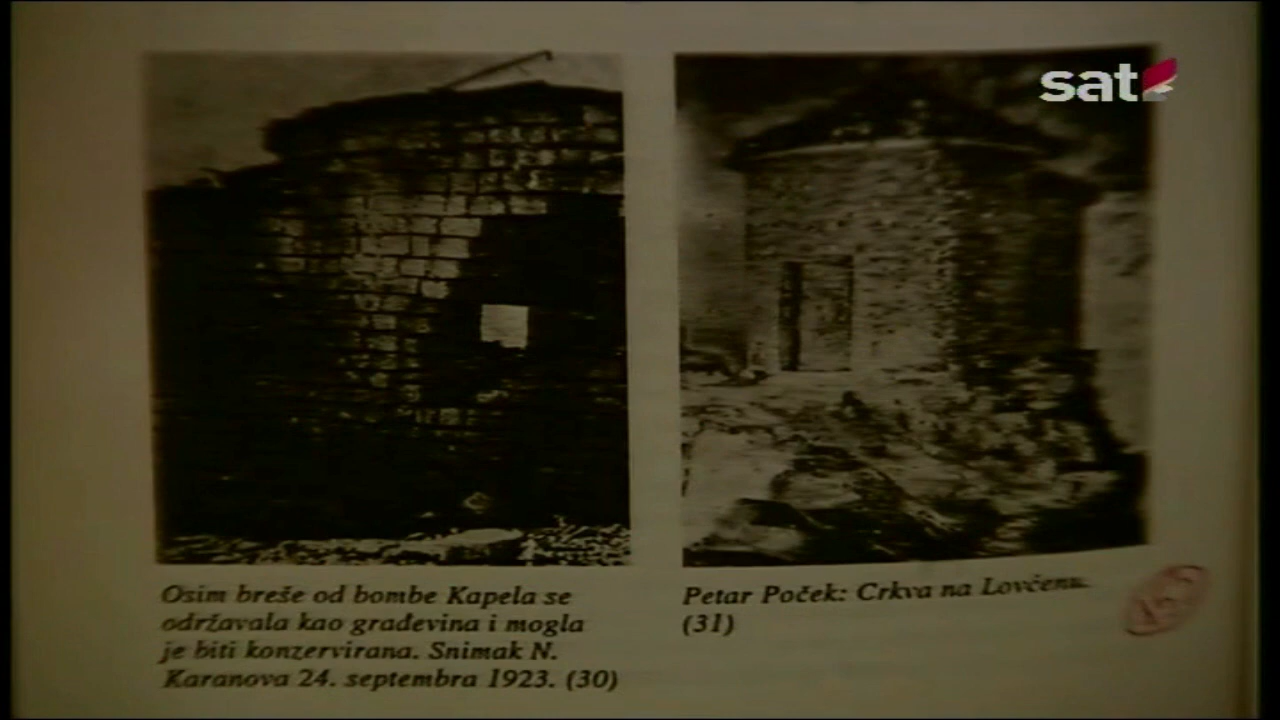 sat
Osim breše od bombe Kapela se
održavala kao građevina i mogla
je biti konzervirana. Snimak N.
Karanova 24. septembra 1923. (30)
Petar Poček: Crkva na Lovćenu.
(31)